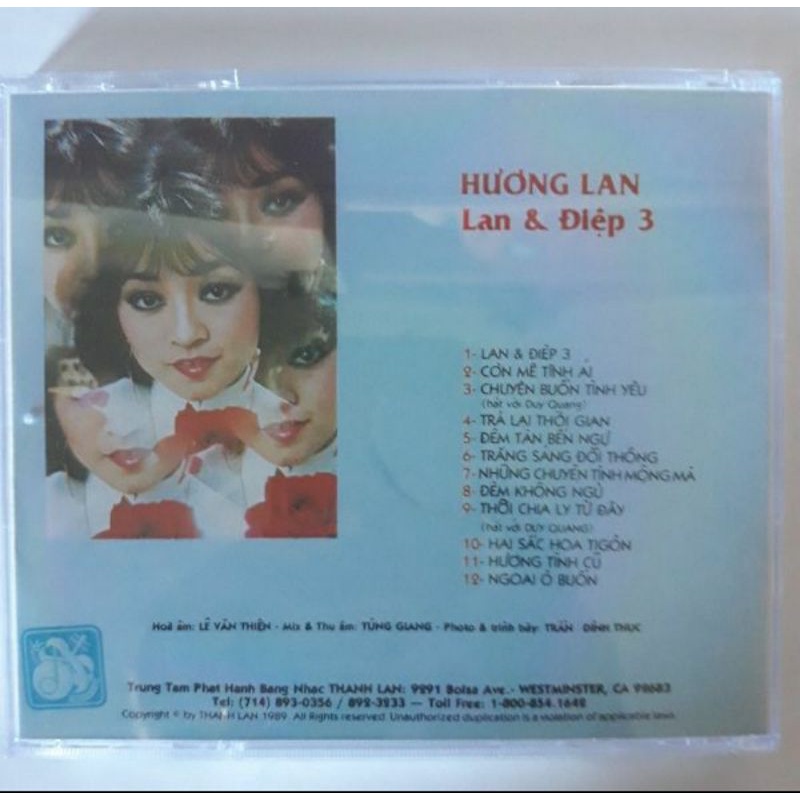 HƯƠNG LAN
Lan & Điệp 3
1- LAN & ĐIỆP 3
2- CƠN MÊ TÌNH ÁI
3- CHUYỆN BUỒN TÌNH YÊU
(hát với Duy Quang)
4- TRẢ LẠI THỜI GIAN
5- ĐÊM TÀN BẾN NGỰ
6- TRĂNG SÁNG ĐỒI THÔNG
7- NHỮNG CHUYỆN TÌNH MỘNG MƠ
8- ĐÊM KHÔNG NGỦ
9- THÔI CHIA LY TỪ ĐÂY
(hát với DUY QUANG)
10- HAI SẮC HOA TIGÔN
11- HƯƠNG TÌNH CŨ
12- NGOẠI Ô BUỒN
Hoà âm: LÊ VĂN THIỆN - Mix & Thu âm: TÙNG GIANG - Photo & trình bày: TRẦN ĐÌNH THỤC
Trung Tam Phat Hanh Bang Nhac THANH LAN: 9291 Bolsa Ave.- WESTMINSTER, CA 98683
Tel: (714) 893-0356 / 892-3233 — Toll Free: 1-800-854-1648
Copyright © by THANH LAN 1989. All Rights reserved. Unauthorized duplication is a violation of applicable laws.